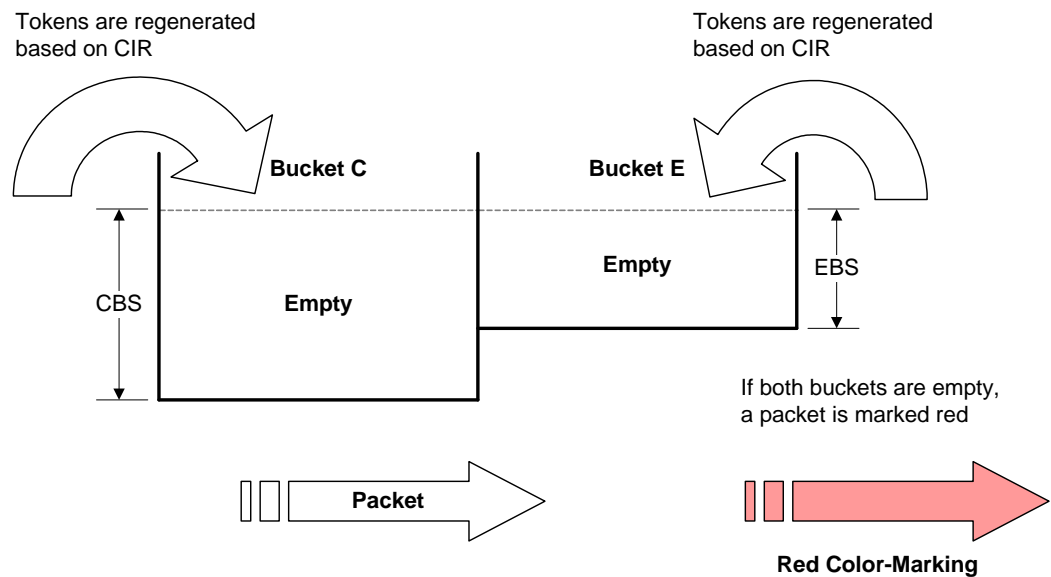 Tokens are regenerated
based on CIR
Tokens are regenerated
based on CIR
Bucket C
Bucket E
Empty
EBS
CBS
Empty
If both buckets are empty,
a packet is marked red
Packet
Red Color-Marking